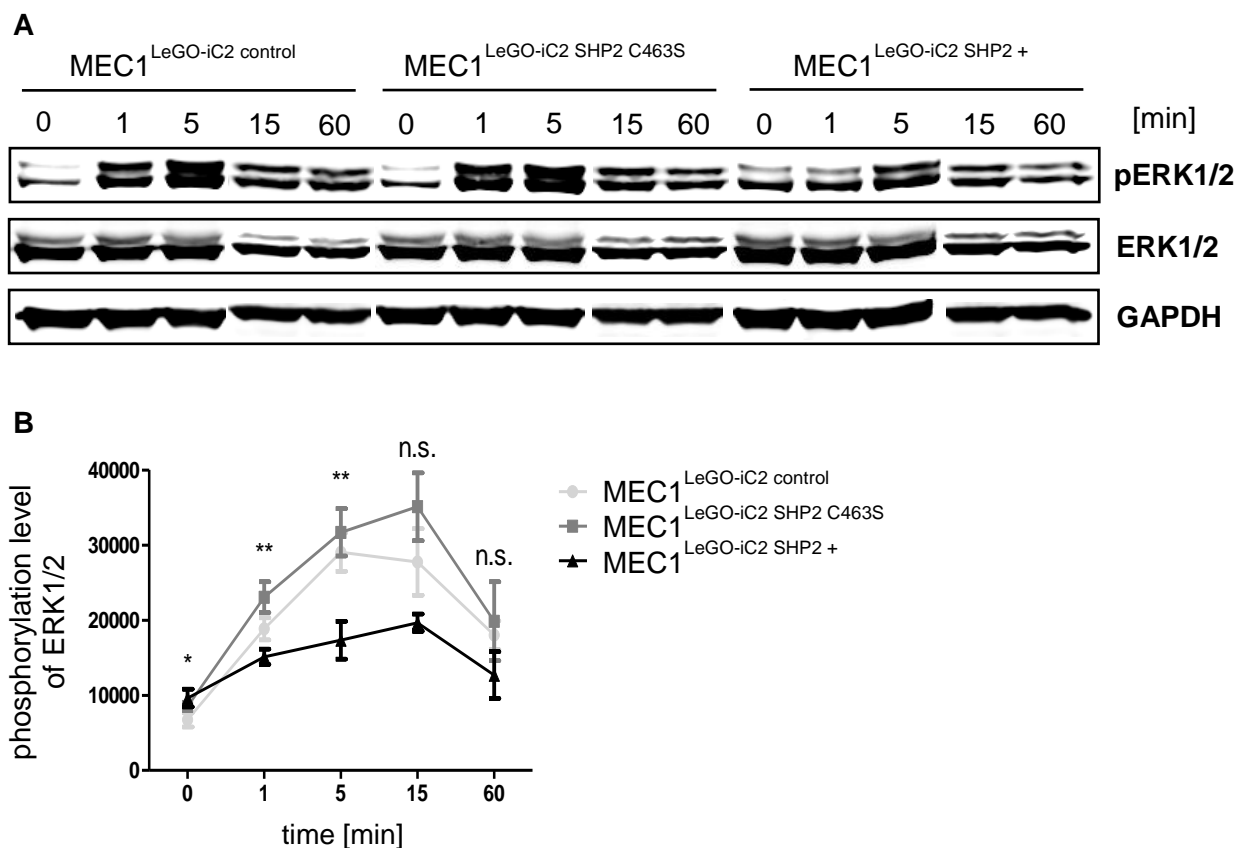 A
MEC1LeGO-iC2 control MEC1LeGO-iC2 SHP2 C463S MEC1LeGO-iC2 SHP2 +
0 1 5 15 60 0 1 5 15 60 0 1 5 15 60 [min]
pERK1/2
ERK1/2
GAPDH
B
phosphorylation level
of ERK1/2
40000
30000
20000
10000
0
* ** ** n.s. n.s.
0 1 5 15 60
time [min]
MEC1LeGO-iC2 control
MEC1LeGO-iC2 SHP2 C463S
MEC1LeGO-iC2 SHP2 +